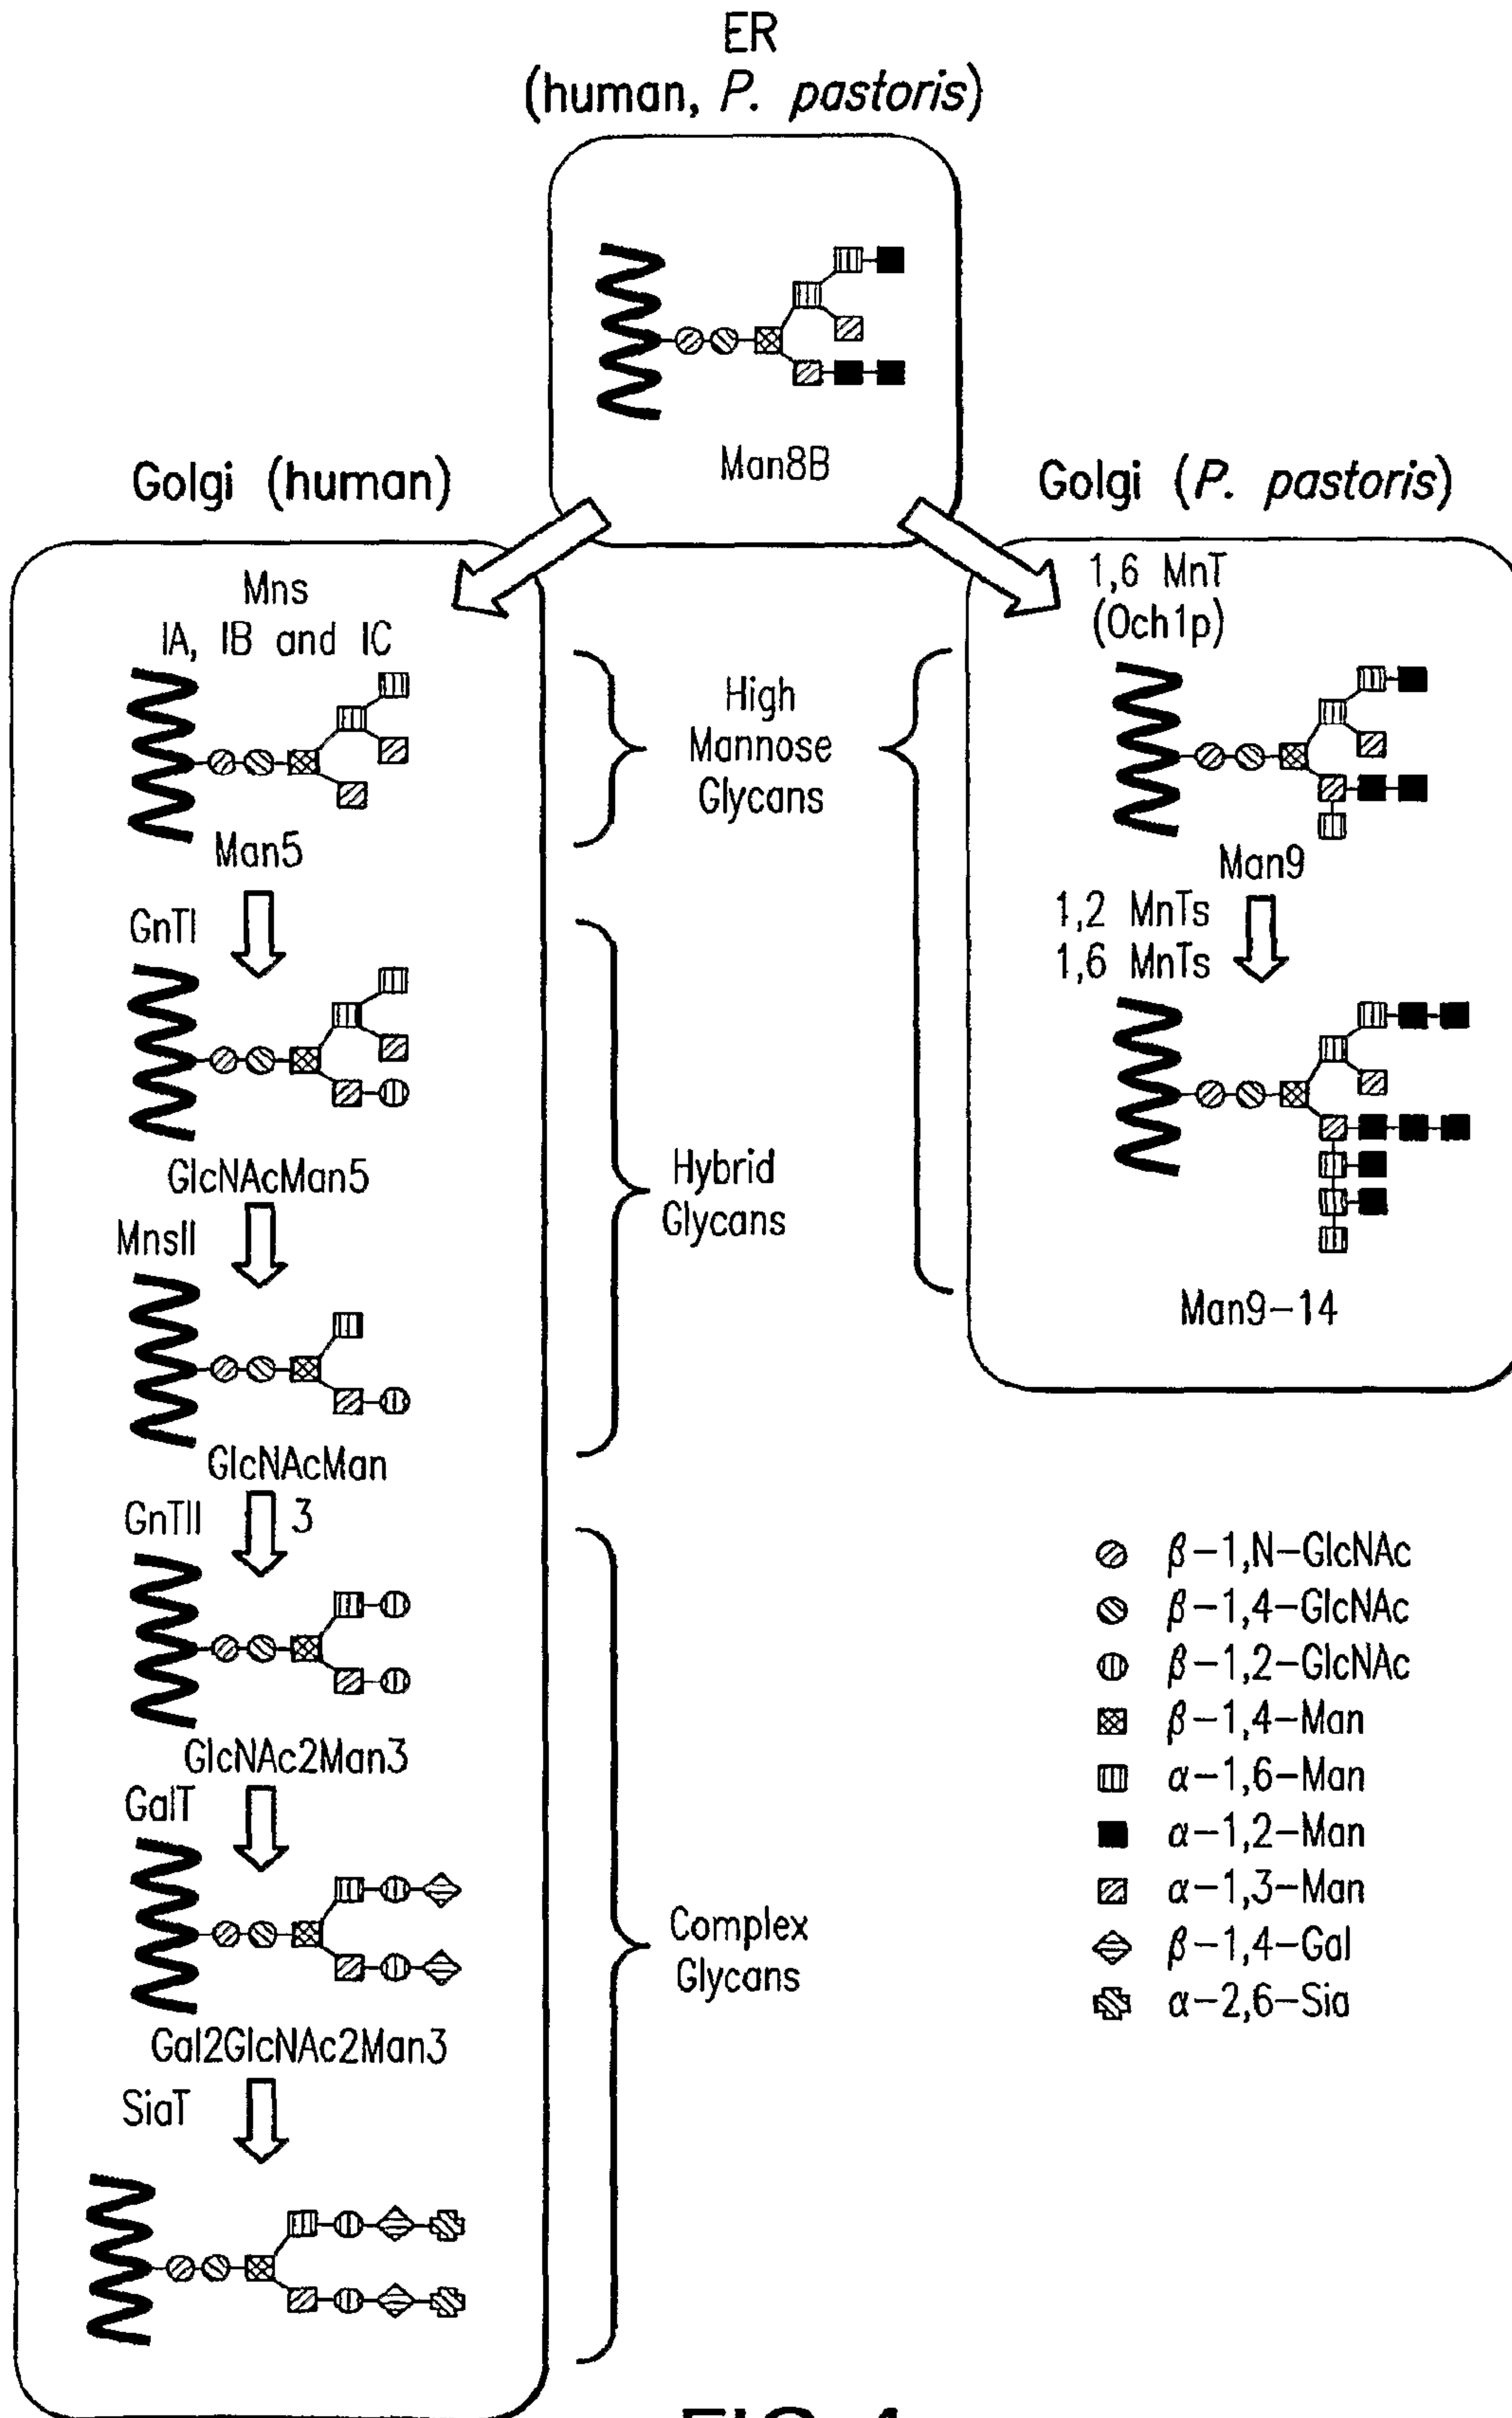 ER
(human, P. pastoris)
Man8B
Golgi (human)
Mns
IA, IB and IC
Man5
GnTI
GlcNAcMan5
MnsII
GlcNAcMan
GnTII
3
GlcNAc2Man3
GalT
Gal2GlcNAc2Man3
SiaT
High
Mannose
Glycans
Hybrid
Glycans
Complex
Glycans
Golgi (P. pastoris)
1,6 MnT
(Och1p)
Man9
1,2 MnTs
1,6 MnTs
Man9-14
β-1,N-GlcNAc
β-1,4-GlcNAc
β-1,2-GlcNAc
β-1,4-Man
α-1,6-Man
α-1,2-Man
α-1,3-Man
β-1,4-Gal
α-2,6-Sia